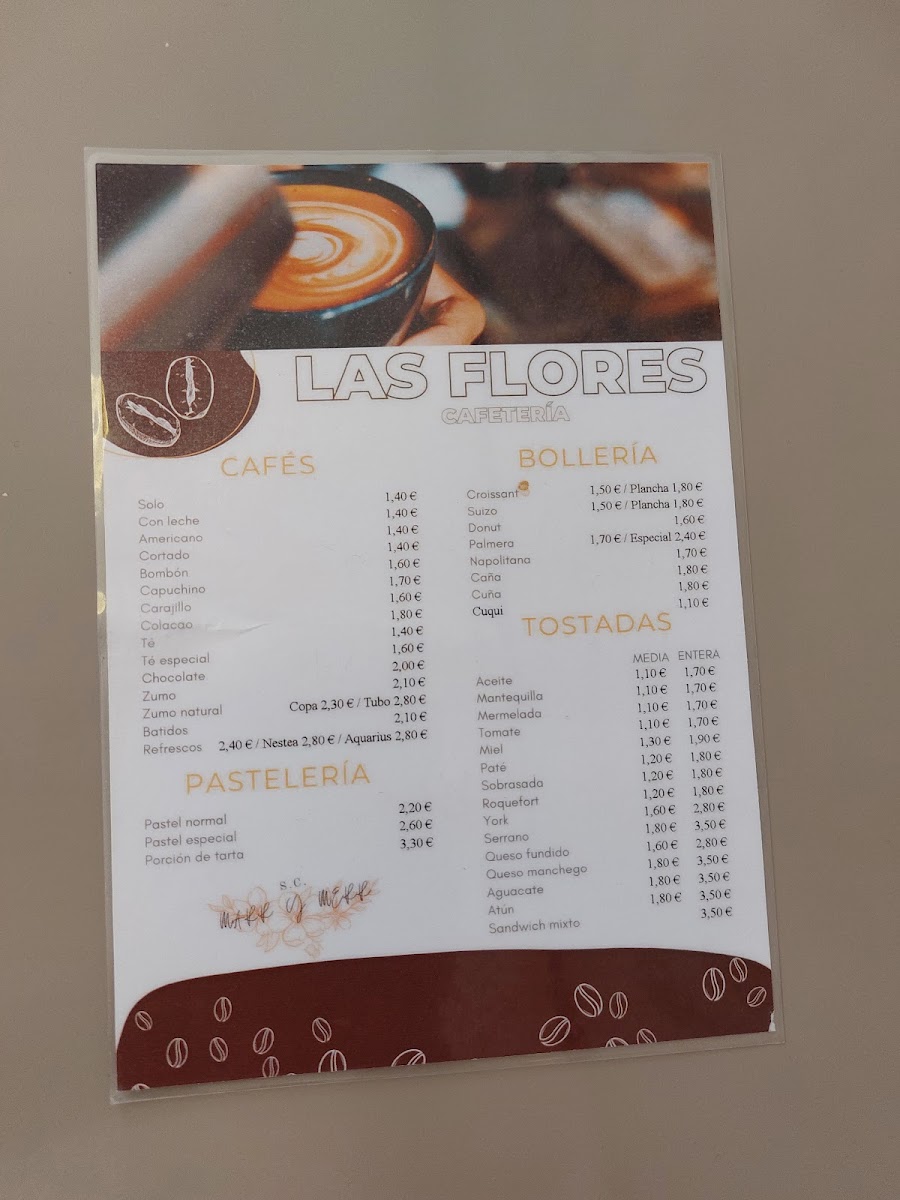 LAS FLORES
CAFETERÍA
CAFÉS
Solo 1,40 €
Con leche 1,40 €
Americano 1,40 €
Cortado 1,40 €
Bombón 1,60 €
Capuchino 1,70 €
Carajillo 1,60 €
Colacao 1,80 €
Té 1,40 €
Té especial 1,60 €
Chocolate 2,00 €
Zumo 2,10 €
Zumo natural Copa 2,30 € / Tubo 2,80 €
Batidos 2,10 €
Refrescos 2,40 € / Nestea 2,80 € / Aquarius 2,80 €
PASTELERÍA
Pastel normal 2,20 €
Pastel especial 2,60 €
Porción de tarta 3,30 €
S.C.
MARR Y MERR
BOLLERÍA
Croissant 1,50 € / Plancha 1,80 €
Suizo 1,50 € / Plancha 1,80 €
Donut 1,60 €
Palmera 1,70 € / Especial 2,40 €
Napolitana 1,70 €
Caña 1,80 €
Cuña 1,80 €
Cuqui 1,10 €
TOSTADAS
MEDIA ENTERA
Aceite 1,10 € 1,70 €
Mantequilla 1,10 € 1,70 €
Mermelada 1,10 € 1,70 €
Tomate 1,10 € 1,70 €
Miel 1,30 € 1,90 €
Paté 1,20 € 1,80 €
Sobrasada 1,20 € 1,80 €
Roquefort 1,20 € 1,80 €
York 1,60 € 2,80 €
Serrano 1,80 € 3,50 €
Queso fundido 1,60 € 2,80 €
Queso manchego 1,80 € 3,50 €
Aguacate 1,80 € 3,50 €
Atún 1,80 € 3,50 €
Sandwich mixto 3,50 €